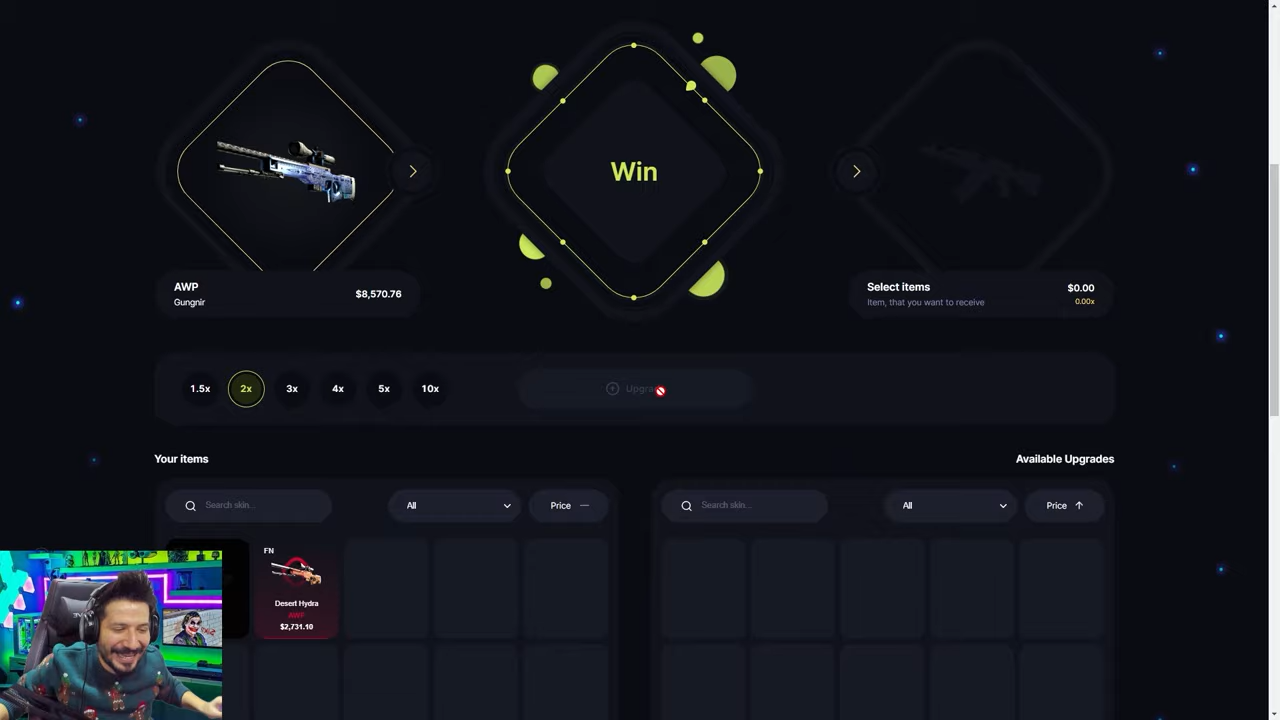 Win
AWP
Gungnir
$8,570.76
Select items
Item, that you want to receive
$0.00
0.00x
1.5x
2x
3x
4x
5x
10x
Your items
Available Upgrades
Search skin...
All
Price
Search skin...
All
Price
FN
Desert Hydra
AWP
$2,731.10